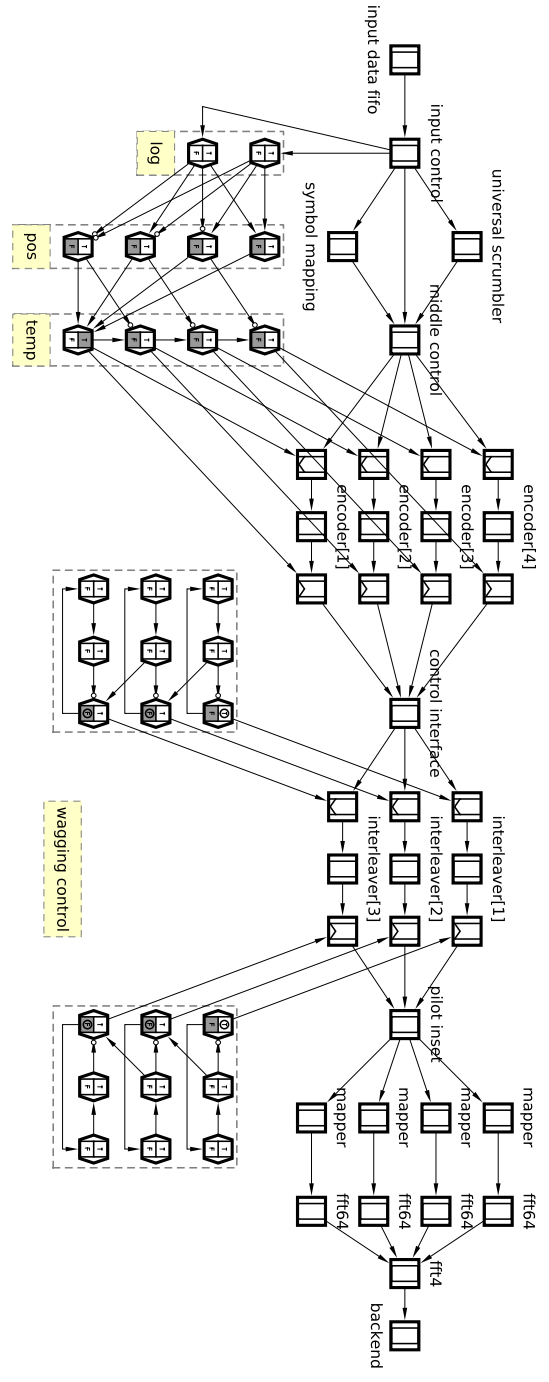 input data fifo
input control
universal scrumbler
symbol mapping
middle control
log
pos
temp
T F
T F
T F
T F
T F
T F
T F
T F
T F
T F
encoder[4]
encoder[3]
encoder[2]
encoder[1]
control interface
T F
T F
T F
T F
T F
T F
T F
T F
T F
interleaver[1]
interleaver[2]
interleaver[3]
wagging control
pilot inset
T F
T F
T F
T F
T F
T F
T F
T F
T F
mapper
mapper
mapper
mapper
fft64
fft64
fft64
fft64
fft4
backend